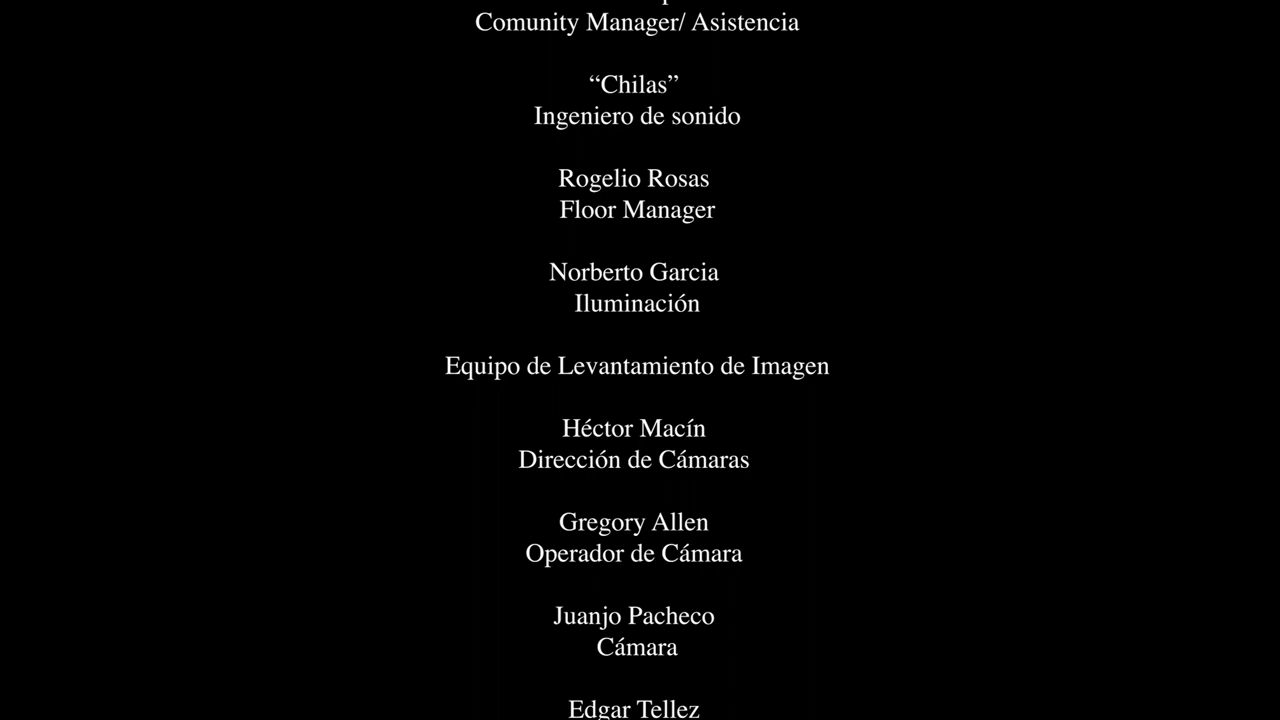 Comunity Manager/ Asistencia
“Chilas”
Ingeniero de sonido
Rogelio Rosas
Floor Manager
Norberto Garcia
Iluminación
Equipo de Levantamiento de Imagen
Héctor Macín
Dirección de Cámaras
Gregory Allen
Operador de Cámara
Juanjo Pacheco
Cámara
Edgar Tellez